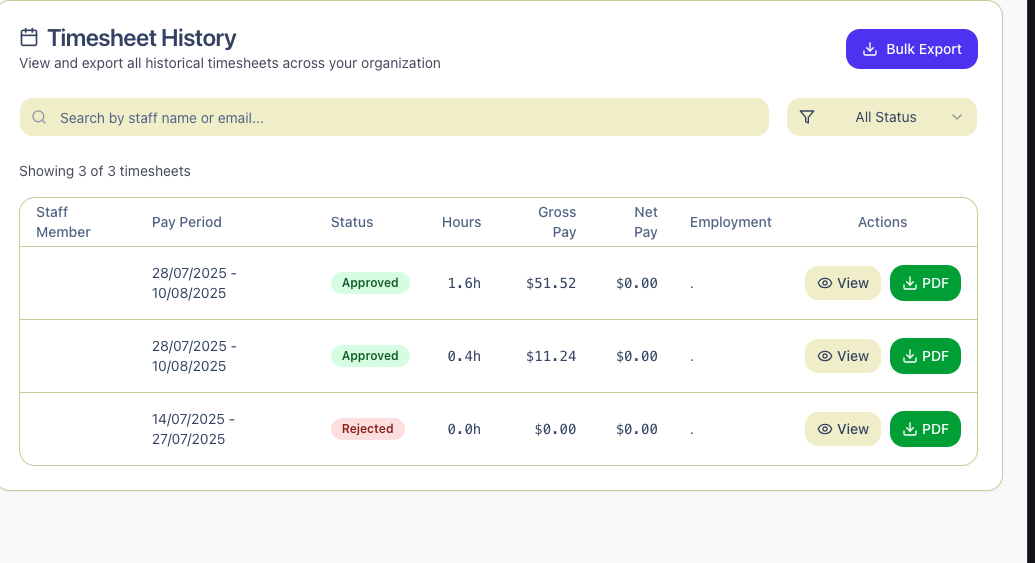 Timesheet History
View and export all historical timesheets across your organization
Bulk Export
Search by staff name or email...
All Status
Showing 3 of 3 timesheets
Staff Member Pay Period Status Hours Gross Pay Net Pay Employment Actions
28/07/2025 - 10/08/2025 Approved 1.6h $51.52 $0.00 . View PDF
28/07/2025 - 10/08/2025 Approved 0.4h $11.24 $0.00 . View PDF
14/07/2025 - 27/07/2025 Rejected 0.0h $0.00 $0.00 . View PDF